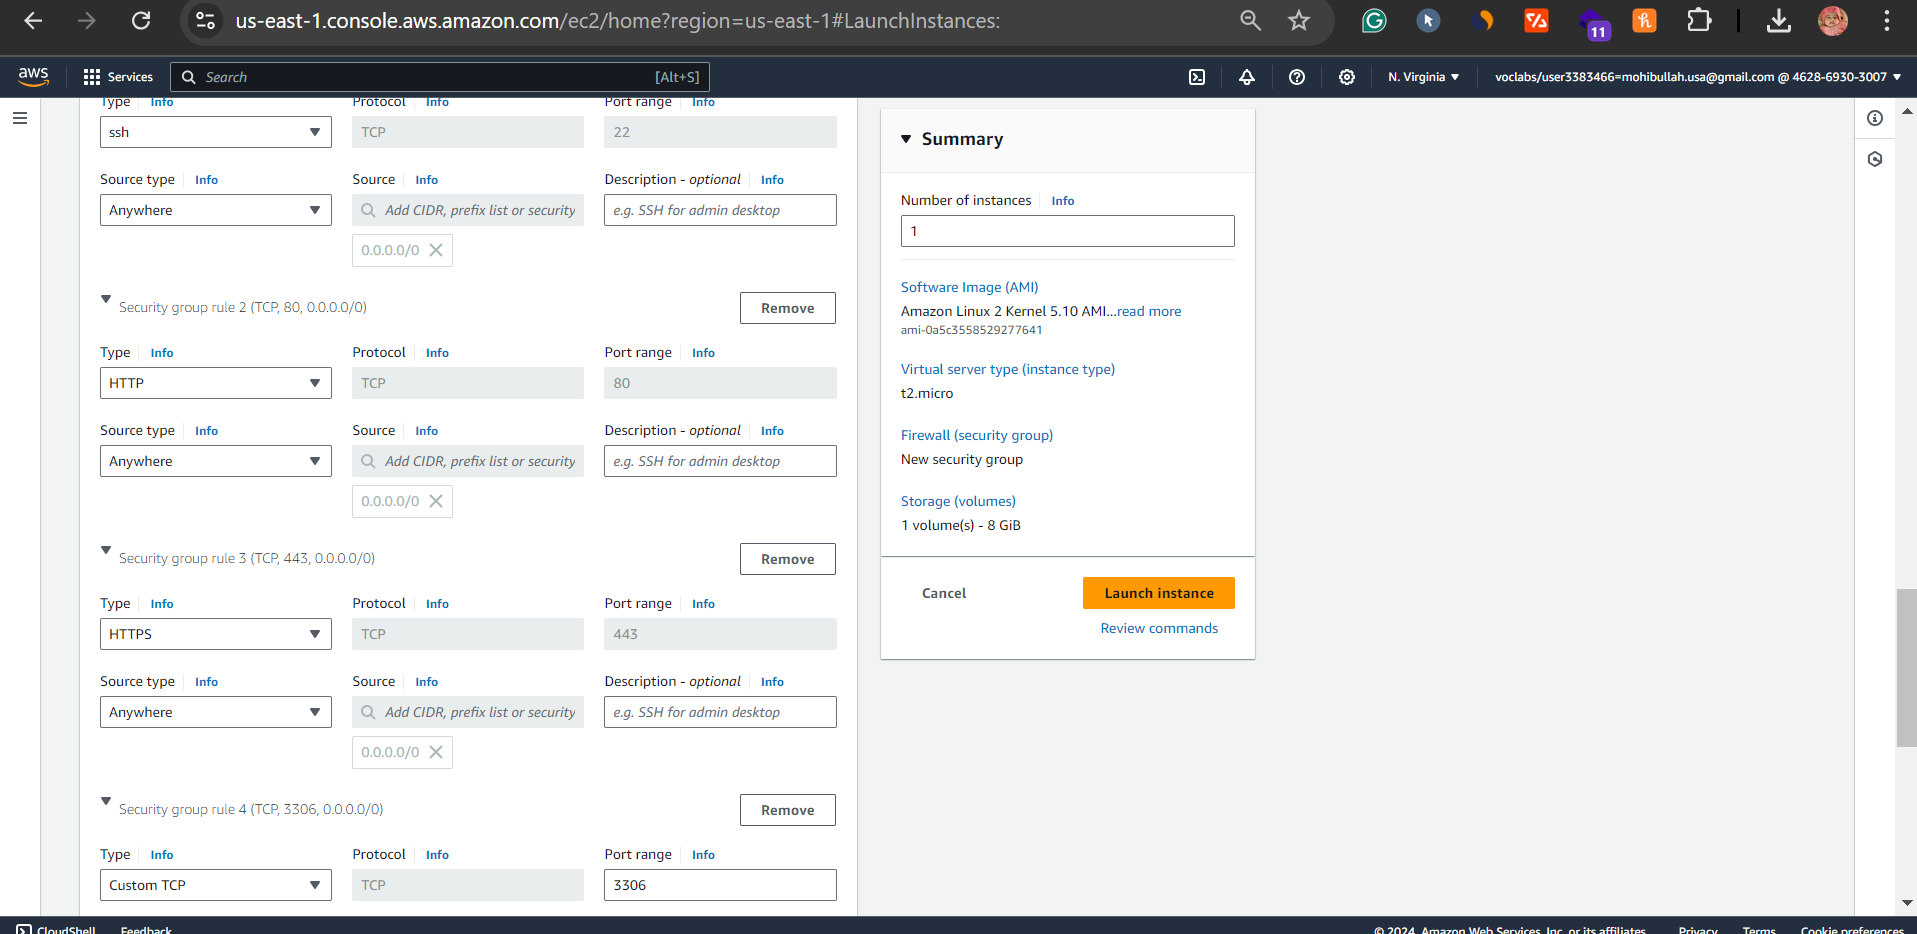 us-east-1.console.aws.amazon.com/ec2/home?region=us-east-1#LaunchInstances:
11
aws
Services
Search
[Alt+S]
N. Virginia
voclabs/user3383466=mohibullah.usa@gmail.com @ 4628-6930-3007
Type Info
Protocol Info
Port range Info
ssh
TCP
22
Source type Info
Source Info
Description - optional Info
Anywhere
Add CIDR, prefix list or security
e.g. SSH for admin desktop
0.0.0.0/0
Security group rule 2 (TCP, 80, 0.0.0.0/0)
Remove
Type Info
Protocol Info
Port range Info
HTTP
TCP
80
Source type Info
Source Info
Description - optional Info
Anywhere
Add CIDR, prefix list or security
e.g. SSH for admin desktop
0.0.0.0/0
Security group rule 3 (TCP, 443, 0.0.0.0/0)
Remove
Type Info
Protocol Info
Port range Info
HTTPS
TCP
443
Source type Info
Source Info
Description - optional Info
Anywhere
Add CIDR, prefix list or security
e.g. SSH for admin desktop
0.0.0.0/0
Security group rule 4 (TCP, 3306, 0.0.0.0/0)
Remove
Type Info
Protocol Info
Port range Info
Custom TCP
TCP
3306
Summary
Number of instances Info
1
Software Image (AMI)
Amazon Linux 2 Kernel 5.10 AMI...read more
ami-0a5c3558529277641
Virtual server type (instance type)
t2.micro
Firewall (security group)
New security group
Storage (volumes)
1 volume(s) - 8 GiB
Cancel
Launch instance
Review commands
CloudShell
Feedback
© 2024, Amazon Web Services, Inc. or its affiliates.
Privacy
Terms
Cookie preferences